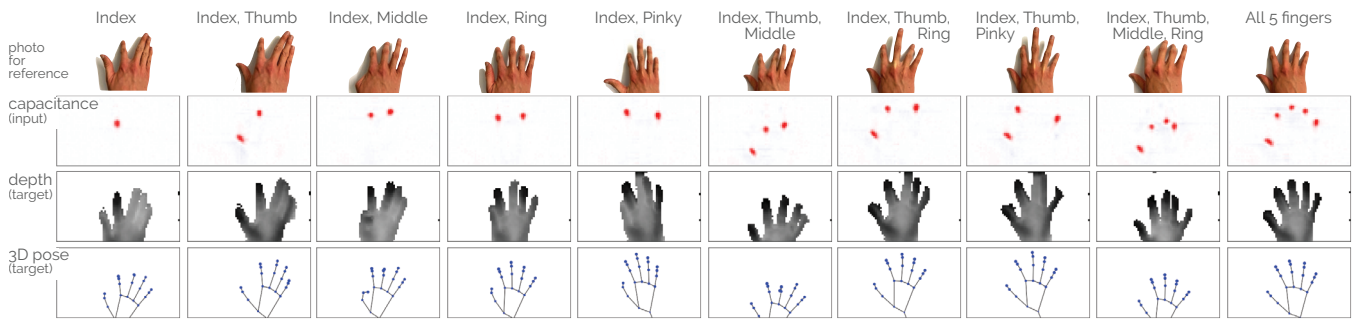 Index
Index, Thumb
Index, Middle
Index, Ring
Index, Pinky
Index, Thumb,
Middle
Index, Thumb,
Ring
Index, Thumb,
Pinky
Index, Thumb,
Middle, Ring
All 5 fingers
photo
for
reference
capacitance
(input)
depth
(target)
3D pose
(target)